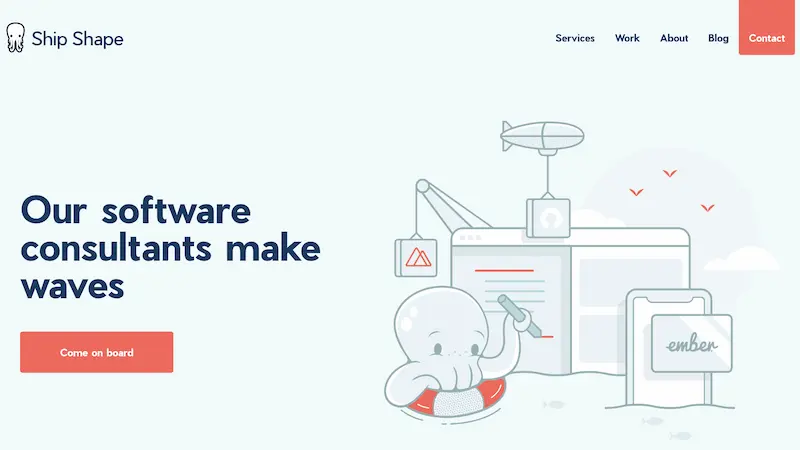 Ship Shape
Services Work About Blog Contact
Our software
consultants make
waves
Come on board
ember